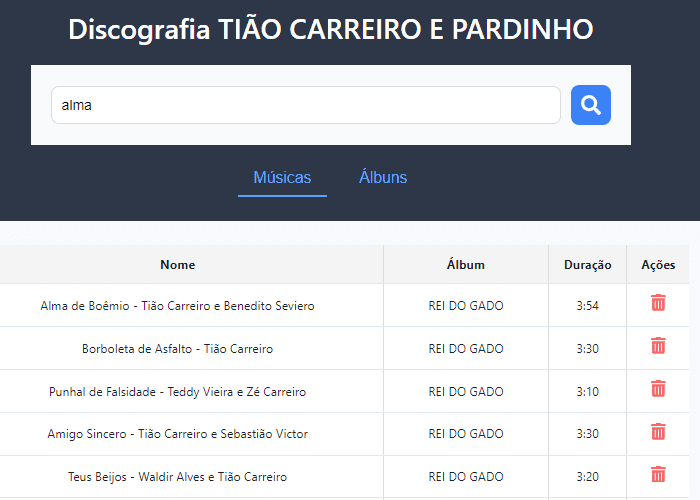 Discografia TIÃO CARREIRO E PARDINHO
alma
Músicas Álbuns
Nome Álbum Duração Ações
Alma de Boêmio - Tião Carreiro e Benedito Seviero REI DO GADO 3:54
Borboleta de Asfalto - Tião Carreiro REI DO GADO 3:30
Punhal de Falsidade - Teddy Vieira e Zé Carreiro REI DO GADO 3:10
Amigo Sincero - Tião Carreiro e Sebastião Victor REI DO GADO 3:30
Teus Beijos - Waldir Alves e Tião Carreiro REI DO GADO 3:20